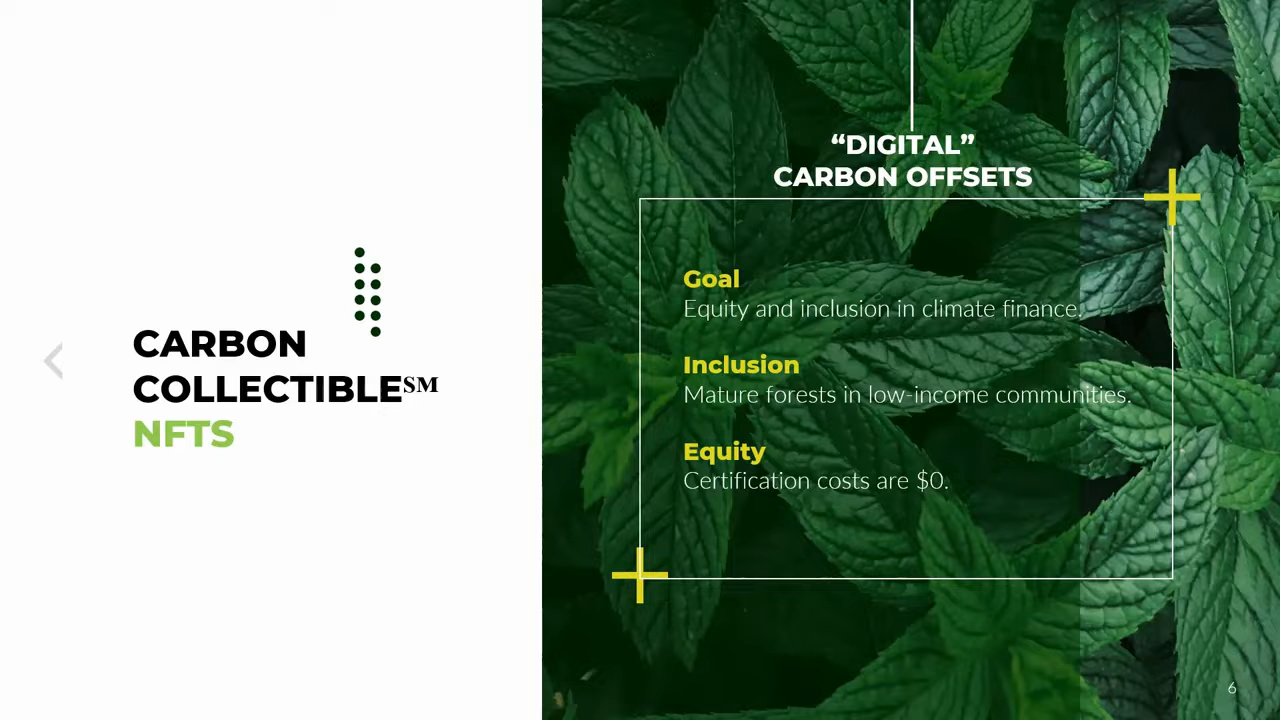 CARBON
COLLECTIBLE℠
NFTS
“DIGITAL”
CARBON OFFSETS
Goal
Equity and inclusion in climate finance.
Inclusion
Mature forests in low-income communities.
Equity
Certification costs are $0.
6